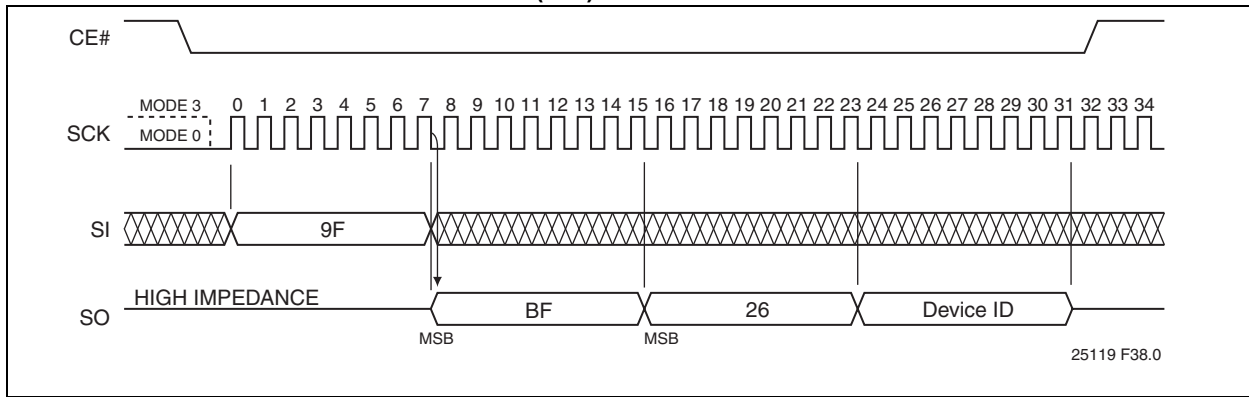 CE#
MODE 3 0 1 2 3 4 5 6 7 8 9 10 11 12 13 14 15 16 17 18 19 20 21 22 23 24 25 26 27 28 29 30 31 32 33 34
SCK MODE 0
SI 9F
HIGH IMPEDANCE
SO BF 26 Device ID
MSB MSB
25119 F38.0